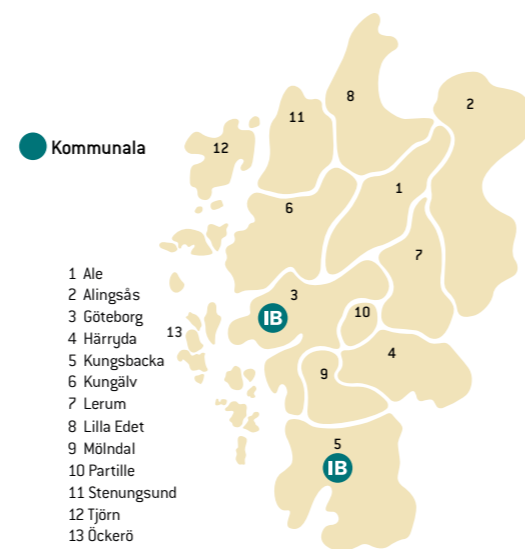 8
2
11
Kommunala
12
1
6
7
1 Ale
2 Alingsås
3 Göteborg
4 Härryda
5 Kungsbacka
6 Kungälv
7 Lerum
8 Lilla Edet
9 Mölndal
10 Partille
11 Stenungsund
12 Tjörn
13 Öckerö
3
IB
10
13
4
9
5
IB